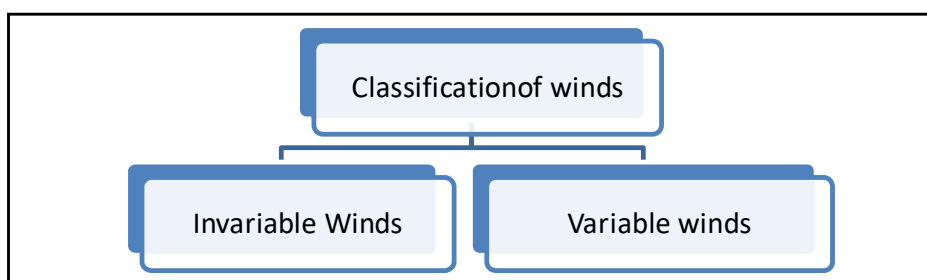 Classificationof winds
Invariable Winds
Variable winds